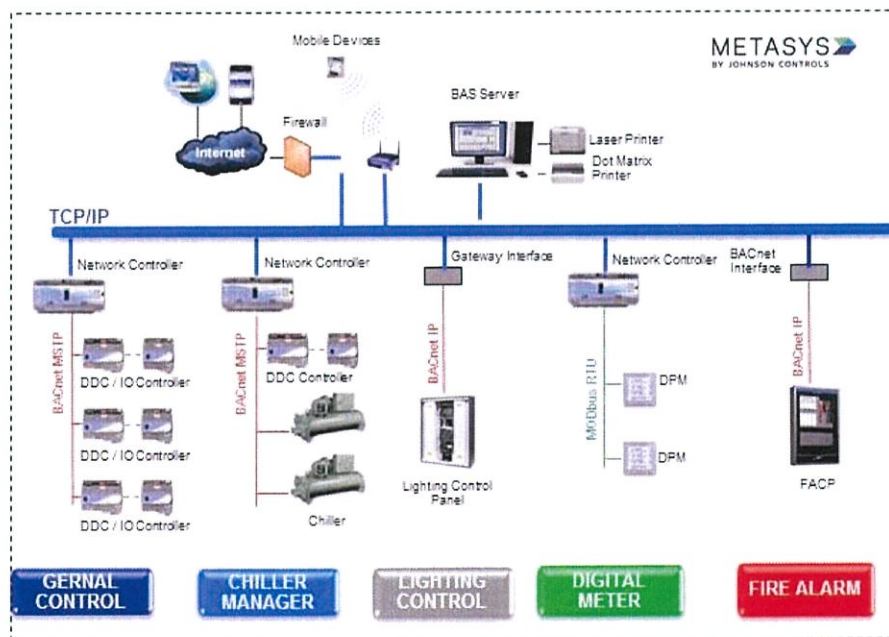 METASYS
BY JOHNSON CONTROLS
Mobile Devices
BAS Server
Firewall
Internet
Laser Printer
Dot Matrix
Printer
TCP/IP
Network Controller
Network Controller
Gateway Interface
Network Controller
BACnet
Interface
BACnet MSTP
BACnet MSTP
BACnet IP
MODbus RTU
BACnet IP
DDC / IO Controller
DDC Controller
DPM
DDC / IO Controller
DPM
DDC / IO Controller
Chiller
Lighting Control
Panel
FACP
GERNAL
CONTROL
CHILLER
MANAGER
LIGHTING
CONTROL
DIGITAL
METER
FIRE ALARM